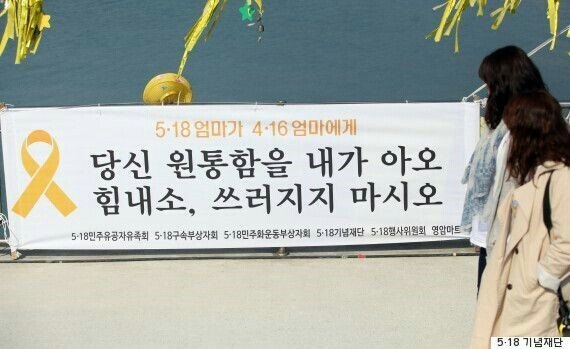 5·18 엄마가 4·16 엄마에게
당신 원통함을 내가 아오
힘내소, 쓰러지지 마시오
5·18민주유공자유족회 5·18구속부상자회 5·18민주화운동부상자회 5·18기념재단 5·18행사위원회 영암마트
5·18 기념재단